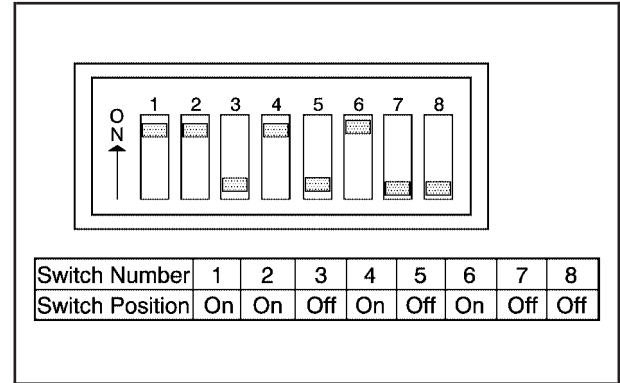 1 2 3 4 5 6 7 8
ON
Switch Number 1 2 3 4 5 6 7 8
Switch Position On On Off On Off On Off Off